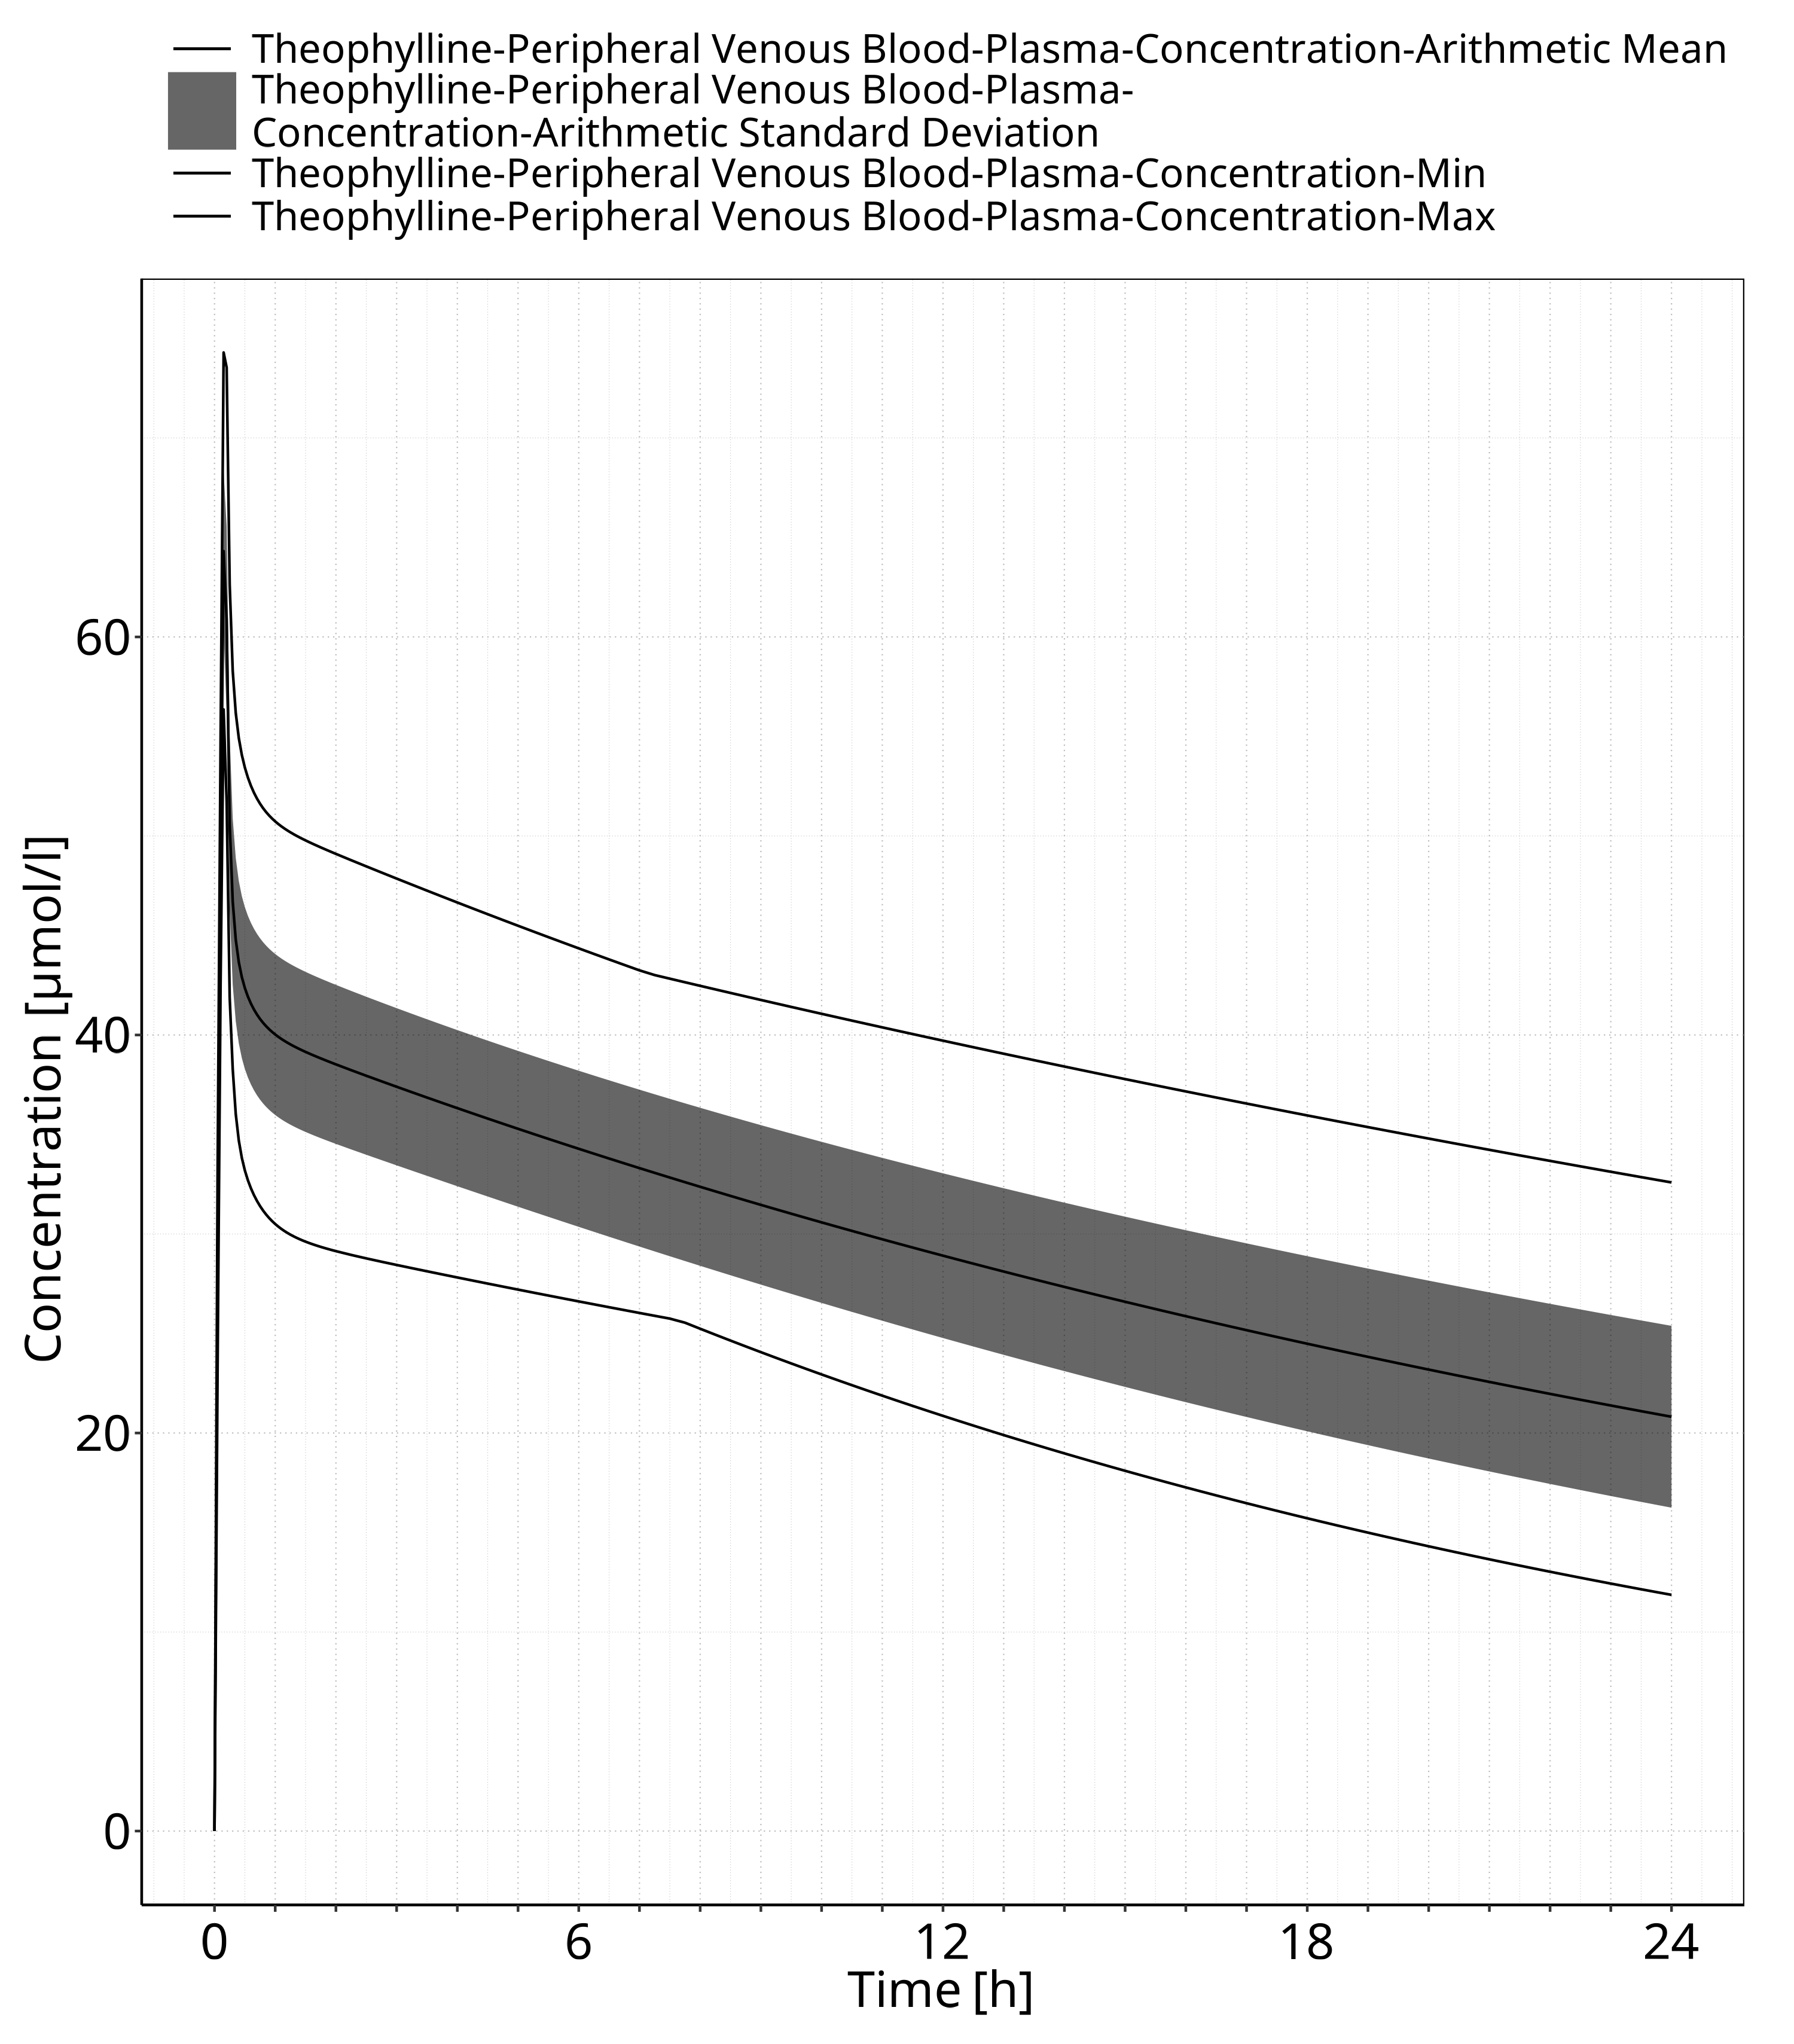 Theophylline-Peripheral Venous Blood-Plasma-Concentration-Arithmetic Mean
Theophylline-Peripheral Venous Blood-Plasma-
Concentration-Arithmetic Standard Deviation
Theophylline-Peripheral Venous Blood-Plasma-Concentration-Min
Theophylline-Peripheral Venous Blood-Plasma-Concentration-Max
Concentration [µmol/l]
60
40
20
0
0 6 12 18 24
Time [h]